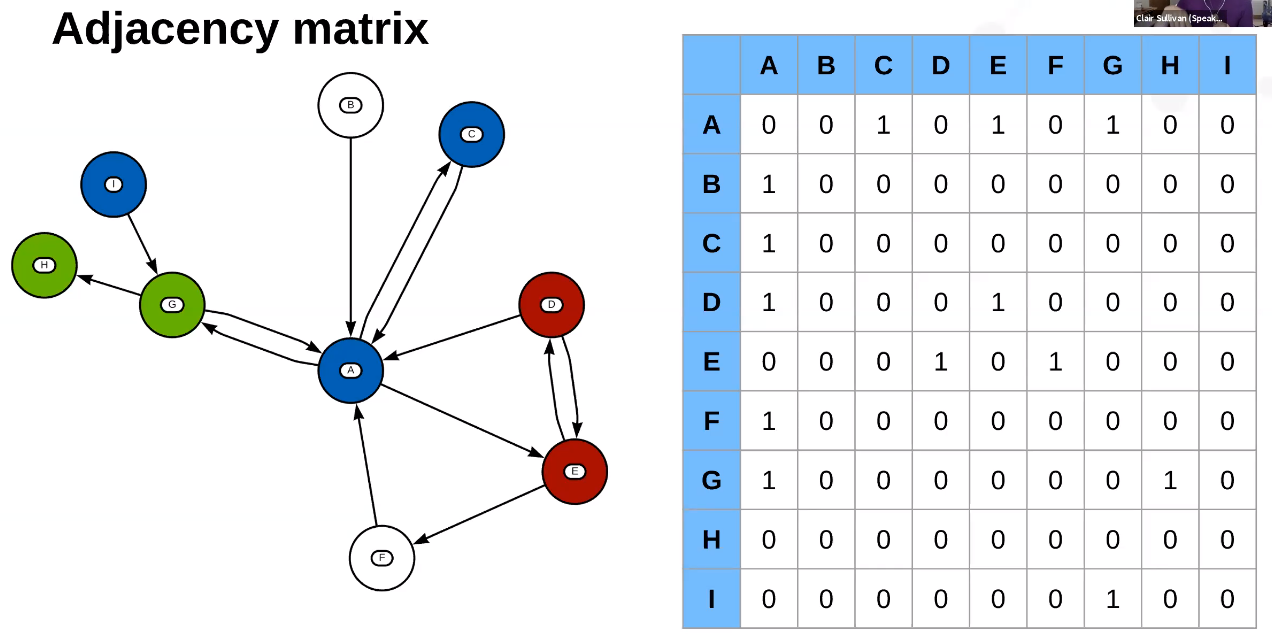 Adjacency matrix
Clair Sullivan (Speak...
B
C
I
H
G
D
A
E
F
A B C D E F G H I
A 0 0 1 0 1 0 1 0 0
B 1 0 0 0 0 0 0 0 0
C 1 0 0 0 0 0 0 0 0
D 1 0 0 0 1 0 0 0 0
E 0 0 0 1 0 1 0 0 0
F 1 0 0 0 0 0 0 0 0
G 1 0 0 0 0 0 0 1 0
H 0 0 0 0 0 0 0 0 0
I 0 0 0 0 0 0 1 0 0